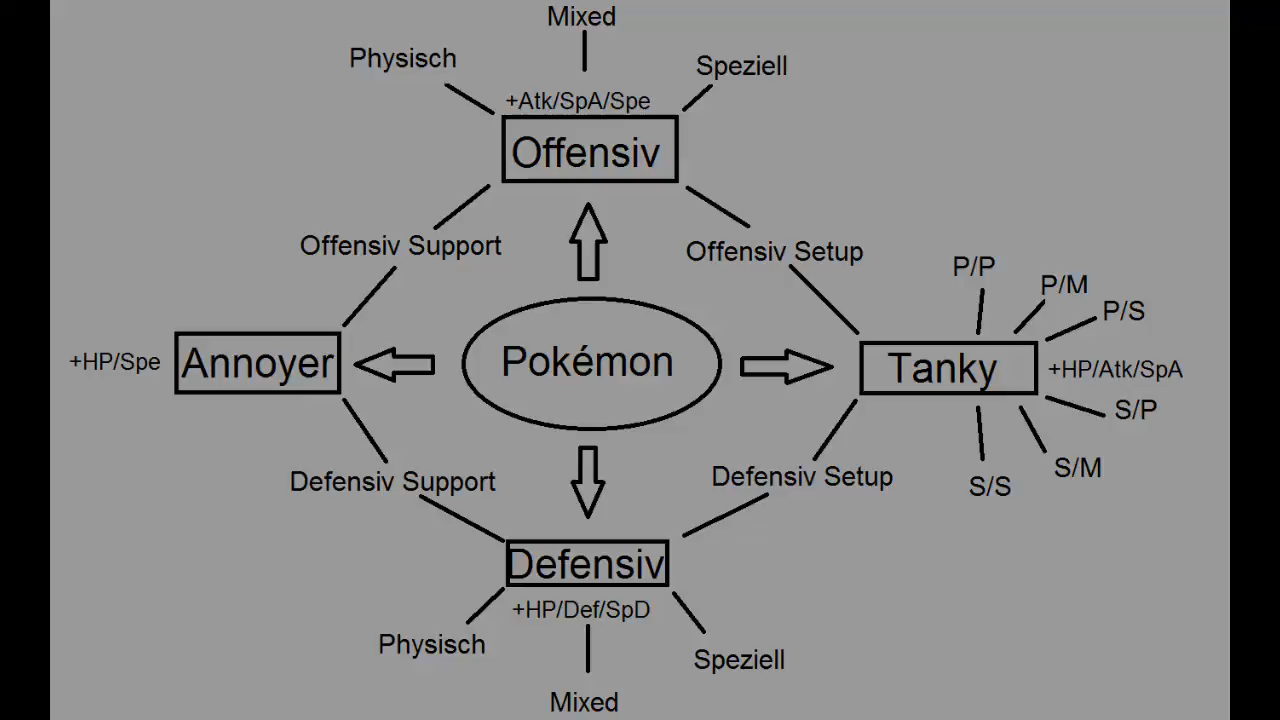 Mixed
Physisch
Speziell
+Atk/SpA/Spe
Offensiv
Offensiv Support
Offensiv Setup
P/P
P/M
P/S
+HP/Spe
Annoyer
Pokémon
Tanky
+HP/Atk/SpA
S/P
S/M
S/S
Defensiv Support
Defensiv Setup
Defensiv
+HP/Def/SpD
Physisch
Speziell
Mixed